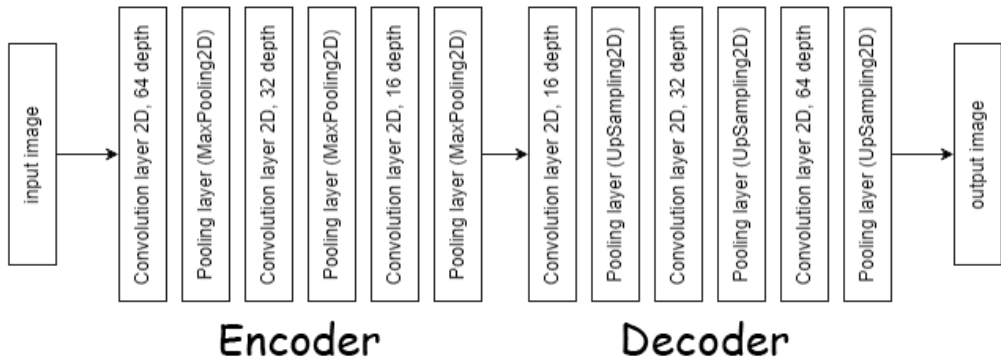 input image
Convolution layer 2D, 64 depth
Pooling layer (MaxPooling2D)
Convolution layer 2D, 32 depth
Pooling layer (MaxPooling2D)
Convolution layer 2D, 16 depth
Pooling layer (MaxPooling2D)
Convolution layer 2D, 16 depth
Pooling layer (UpSampling2D)
Convolution layer 2D, 32 depth
Pooling layer (UpSampling2D)
Convolution layer 2D, 64 depth
Pooling layer (UpSampling2D)
output image
Encoder
Decoder